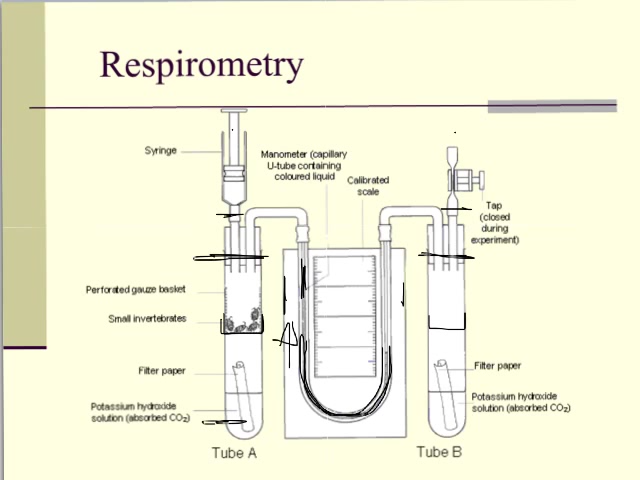 Respirometry
Syringe
Manometer (capillary
U-tube containing
coloured liquid
Calibrated
scale
Tap
(closed
during
experiment)
Perforated gauze basket
Small invertebrates
Filter paper
Filter paper
Potassium hydroxide
solution (absorbed CO₂)
Potassium hydroxide
solution (absorbed CO₂)
Tube A
Tube B